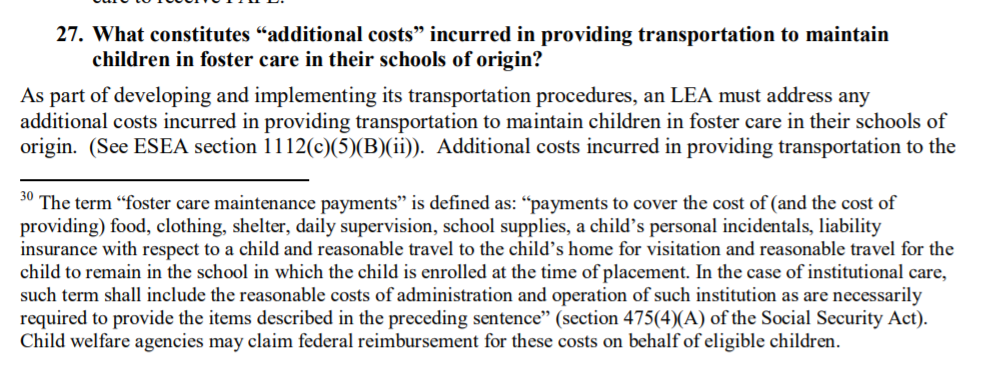 27. What constitutes “additional costs” incurred in providing transportation to maintain
children in foster care in their schools of origin?
As part of developing and implementing its transportation procedures, an LEA must address any
additional costs incurred in providing transportation to maintain children in foster care in their schools of
origin. (See ESEA section 1112(c)(5)(B)(ii)). Additional costs incurred in providing transportation to the
30 The term “foster care maintenance payments” is defined as: “payments to cover the cost of (and the cost of
providing) food, clothing, shelter, daily supervision, school supplies, a child’s personal incidentals, liability
insurance with respect to a child and reasonable travel to the child’s home for visitation and reasonable travel for the
child to remain in the school in which the child is enrolled at the time of placement. In the case of institutional care,
such term shall include the reasonable costs of administration and operation of such institution as are necessarily
required to provide the items described in the preceding sentence” (section 475(4)(A) of the Social Security Act).
Child welfare agencies may claim federal reimbursement for these costs on behalf of eligible children.